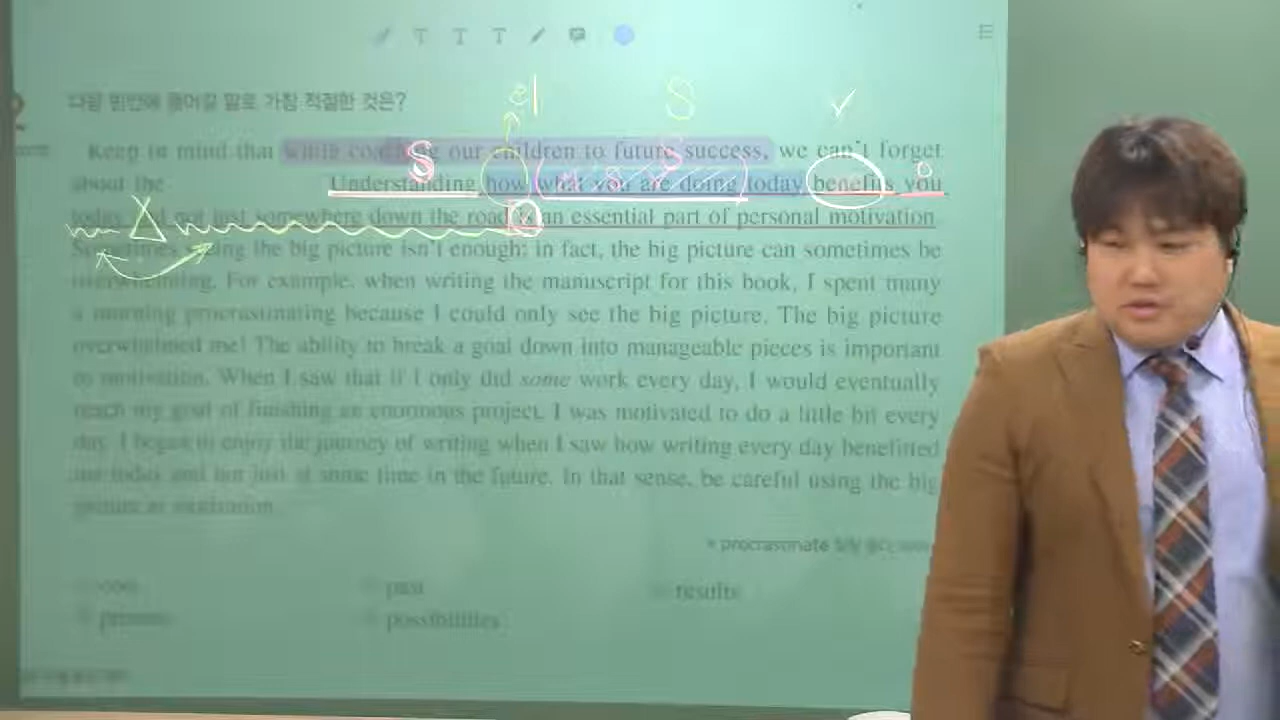 다음 빈칸에 들어갈 말로 가장 적절한 것은?
Keep in mind that while coaching our children to future success, we can't forget
about the Understanding how what you are doing today benefits you
today and not just somewhere down the road is an essential part of personal motivation.
Sometimes seeing the big picture isn't enough; in fact, the big picture can sometimes be
overwhelming. For example, when writing the manuscript for this book, I spent many
a morning procrastinating because I could only see the big picture. The big picture
overwhelmed me! The ability to break a goal down into manageable pieces is important
to motivation. When I saw that if I only did some work every day, I would eventually
reach my goal of finishing an enormous project, I was motivated to do a little bit every
day. I began to enjoy the journey of writing when I saw how writing every day benefitted
me today and not just at some time in the future. In that sense, be careful using the big
picture as motivation.
* procrastinate
cost past results
present possibilities
S
S
S
V
O